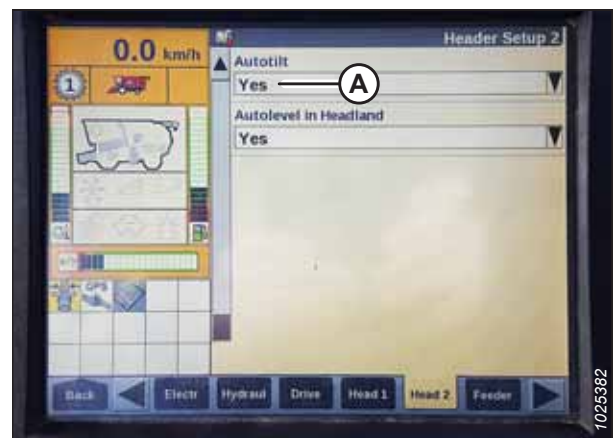 0.0 km/h
Header Setup 2
1
Autotilt
Yes
A
Autolevel in Headland
Yes
Back
Electr
Hydraul
Drive
Head 1
Head 2
Feeder
1025382